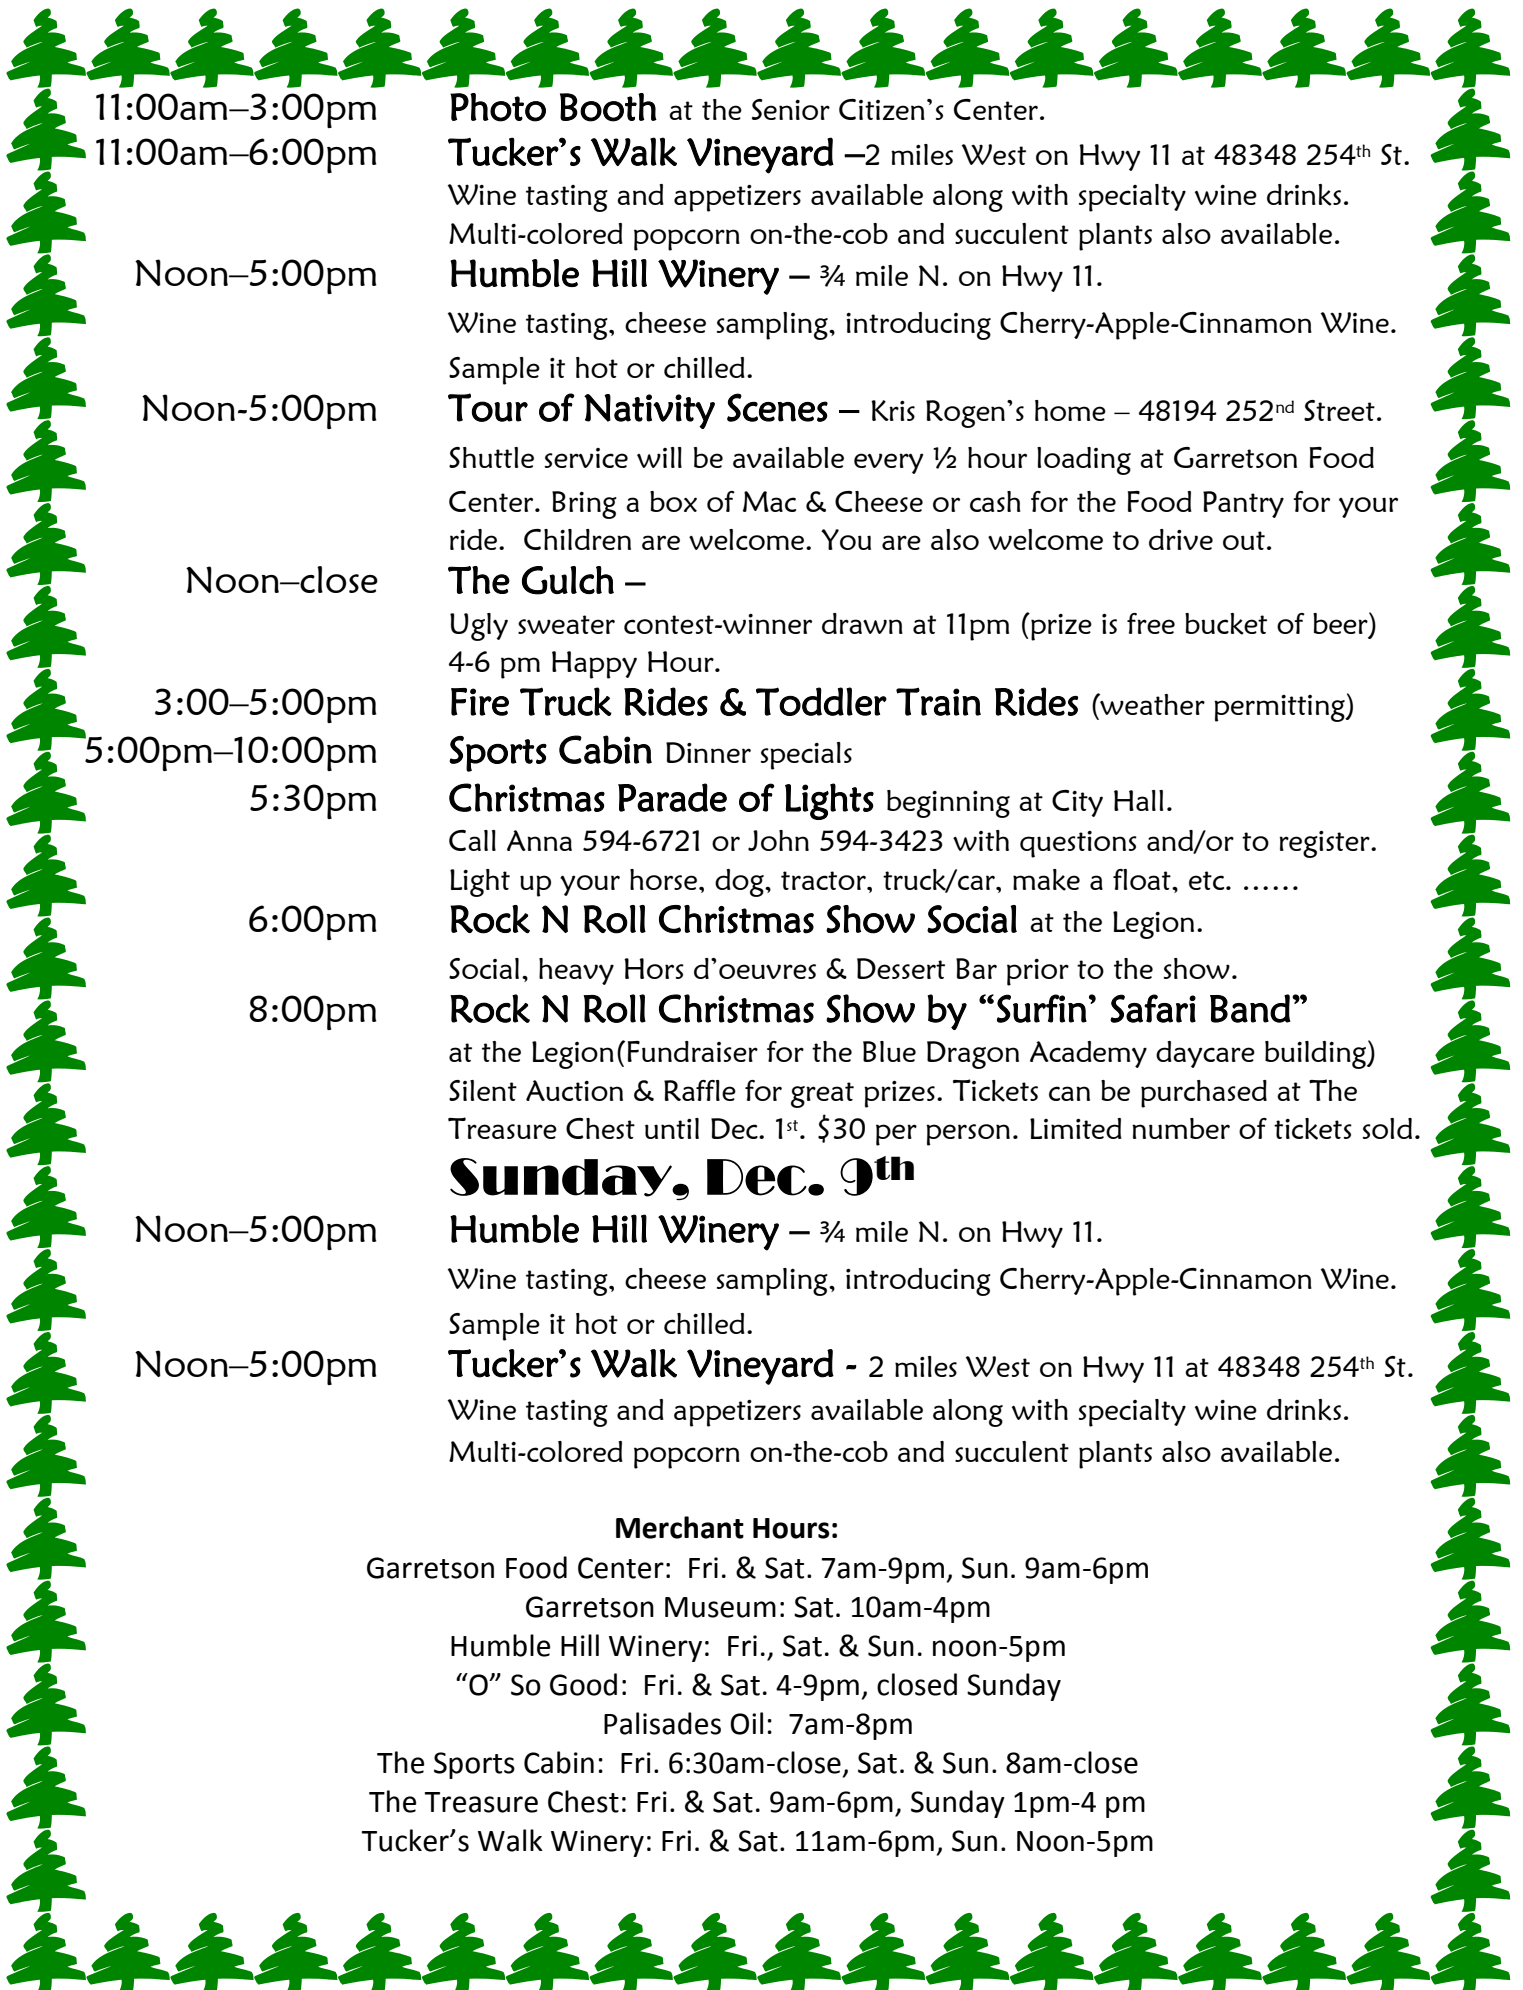 11:00am–3:00pm Photo Booth at the Senior Citizen’s Center.
11:00am–6:00pm Tucker’s Walk Vineyard –2 miles West on Hwy 11 at 48348 254th St.
Wine tasting and appetizers available along with specialty wine drinks.
Multi-colored popcorn on-the-cob and succulent plants also available.
Noon–5:00pm Humble Hill Winery – ¾ mile N. on Hwy 11.
Wine tasting, cheese sampling, introducing Cherry-Apple-Cinnamon Wine.
Sample it hot or chilled.
Noon-5:00pm Tour of Nativity Scenes – Kris Rogen’s home – 48194 252nd Street.
Shuttle service will be available every ½ hour loading at Garretson Food
Center. Bring a box of Mac & Cheese or cash for the Food Pantry for your
ride. Children are welcome. You are also welcome to drive out.
Noon–close The Gulch –
Ugly sweater contest-winner drawn at 11pm (prize is free bucket of beer)
4-6 pm Happy Hour.
3:00–5:00pm Fire Truck Rides & Toddler Train Rides (weather permitting)
5:00pm–10:00pm Sports Cabin Dinner specials
5:30pm Christmas Parade of Lights beginning at City Hall.
Call Anna 594-6721 or John 594-3423 with questions and/or to register.
Light up your horse, dog, tractor, truck/car, make a float, etc. ……
6:00pm Rock N Roll Christmas Show Social at the Legion.
Social, heavy Hors d’oeuvres & Dessert Bar prior to the show.
8:00pm Rock N Roll Christmas Show by “Surfin’ Safari Band”
at the Legion(Fundraiser for the Blue Dragon Academy daycare building)
Silent Auction & Raffle for great prizes. Tickets can be purchased at The
Treasure Chest until Dec. 1st. $30 per person. Limited number of tickets sold.
Sunday, Dec. 9th
Noon–5:00pm Humble Hill Winery – ¾ mile N. on Hwy 11.
Wine tasting, cheese sampling, introducing Cherry-Apple-Cinnamon Wine.
Sample it hot or chilled.
Noon–5:00pm Tucker’s Walk Vineyard - 2 miles West on Hwy 11 at 48348 254th St.
Wine tasting and appetizers available along with specialty wine drinks.
Multi-colored popcorn on-the-cob and succulent plants also available.
Merchant Hours:
Garretson Food Center: Fri. & Sat. 7am-9pm, Sun. 9am-6pm
Garretson Museum: Sat. 10am-4pm
Humble Hill Winery: Fri., Sat. & Sun. noon-5pm
“O” So Good: Fri. & Sat. 4-9pm, closed Sunday
Palisades Oil: 7am-8pm
The Sports Cabin: Fri. 6:30am-close, Sat. & Sun. 8am-close
The Treasure Chest: Fri. & Sat. 9am-6pm, Sunday 1pm-4 pm
Tucker’s Walk Winery: Fri. & Sat. 11am-6pm, Sun. Noon-5pm